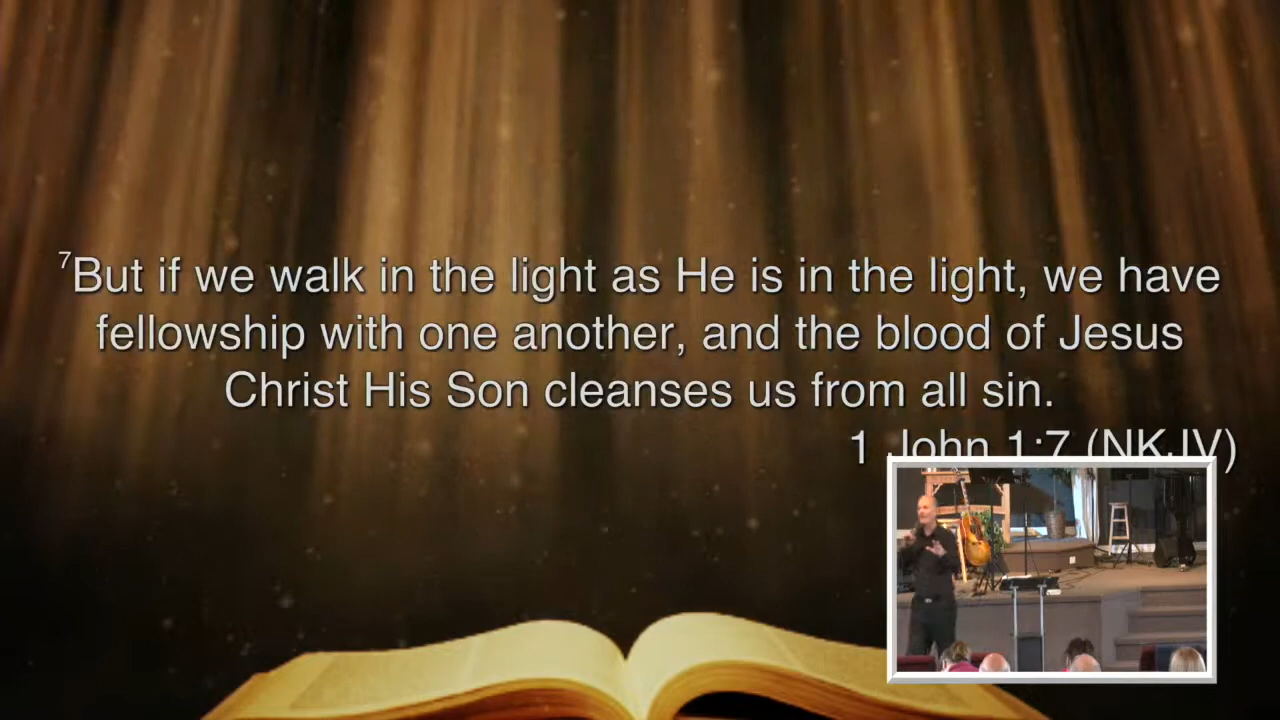 7But if we walk in the light as He is in the light, we have
fellowship with one another, and the blood of Jesus
Christ His Son cleanses us from all sin.
1 John 1:7 (NKJV)